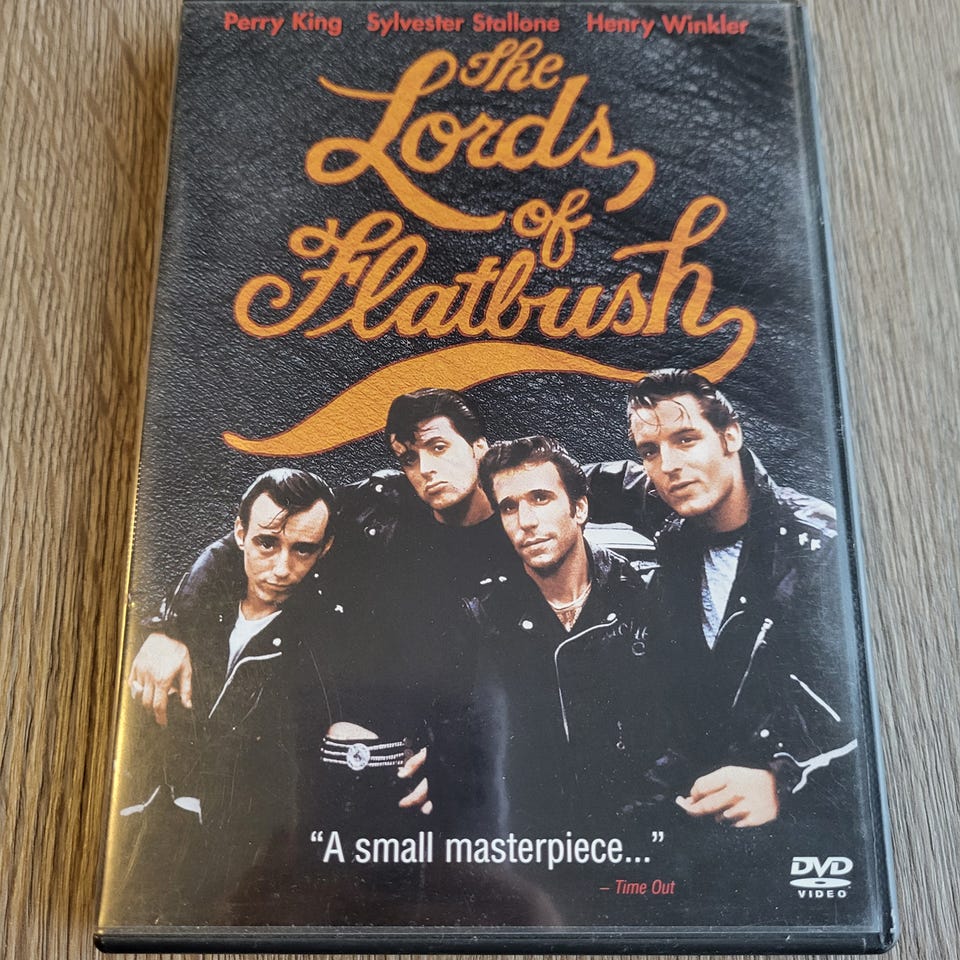 Perry King Sylvester Stallone Henry Winkler
The
Lords
of
Flatbush
“A small masterpiece...”
– Time Out
DVD
VIDEO